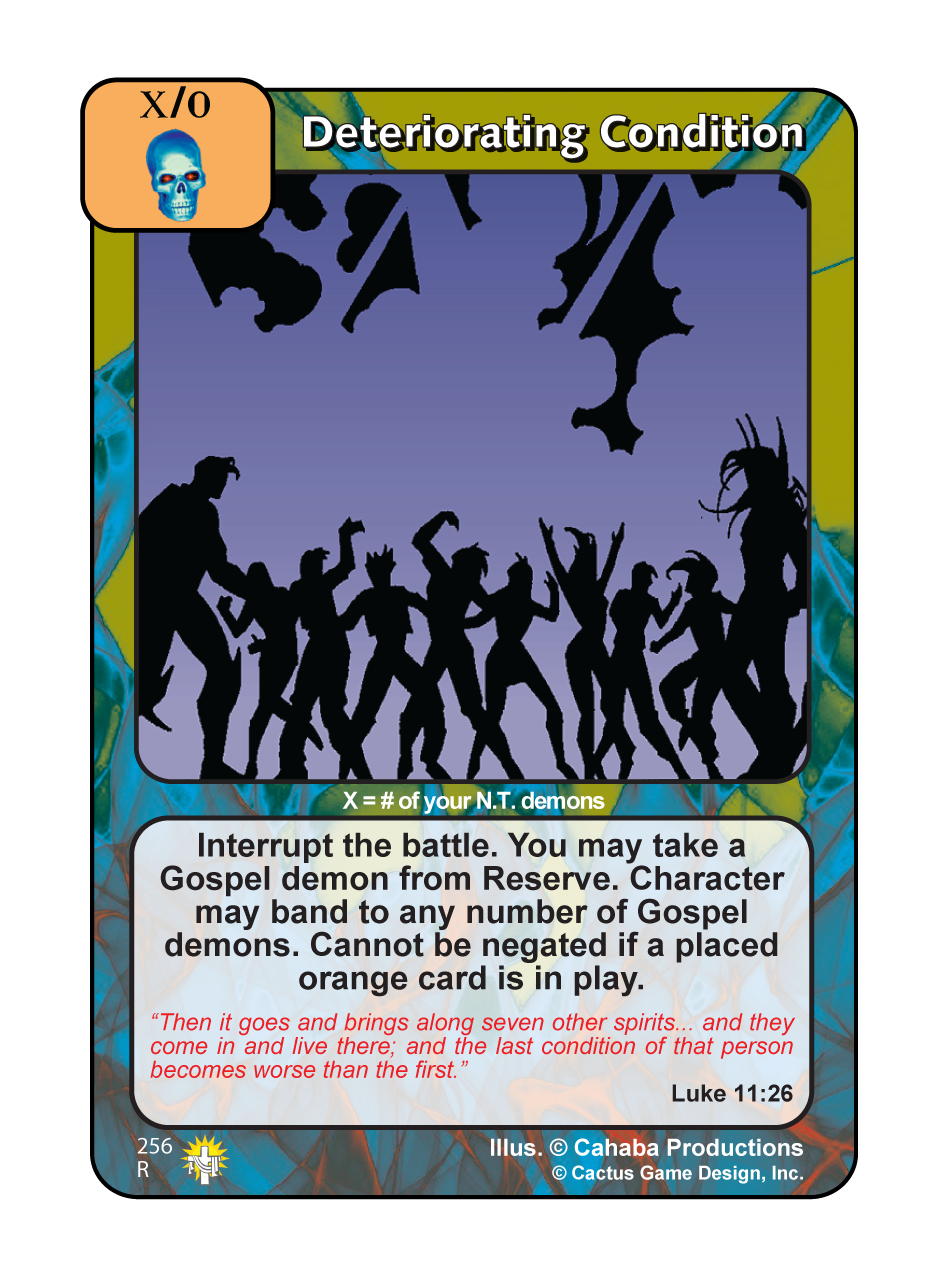 X/0
Deteriorating Condition
X = # of your N.T. demons
Interrupt the battle. You may take a
Gospel demon from Reserve. Character
may band to any number of Gospel
demons. Cannot be negated if a placed
orange card is in play.
“Then it goes and brings along seven other spirits... and they
come in and live there; and the last condition of that person
becomes worse than the first.”
Luke 11:26
256
R
Illus. © Cahaba Productions
© Cactus Game Design, Inc.